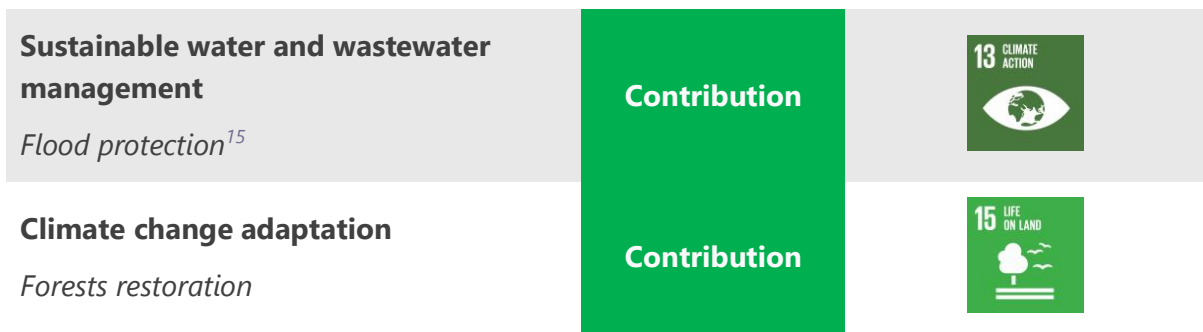 Sustainable water and wastewater
management
Flood protection15
Contribution
13 CLIMATE
ACTION
Climate change adaptation
Forests restoration
Contribution
15 LIFE
ON LAND